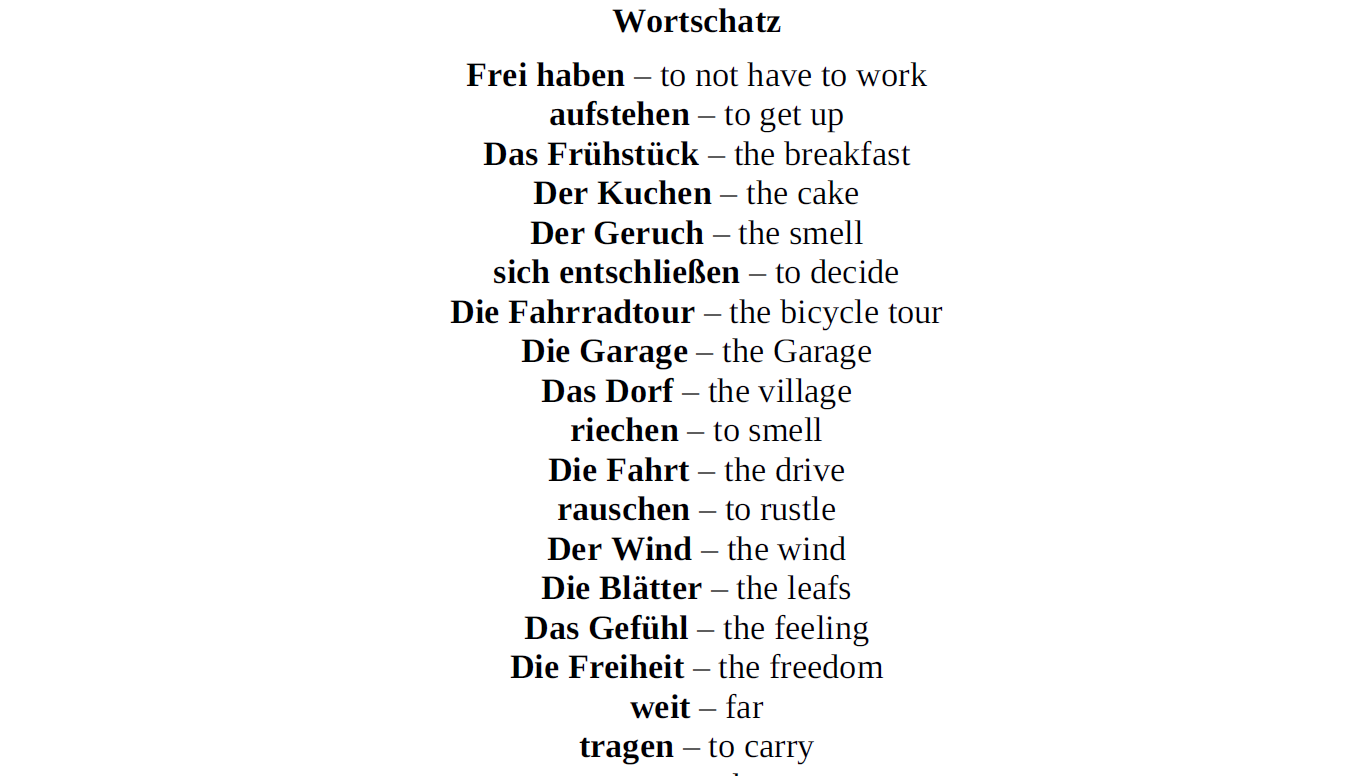 Wortschatz
Frei haben – to not have to work
aufstehen – to get up
Das Frühstück – the breakfast
Der Kuchen – the cake
Der Geruch – the smell
sich entschließen – to decide
Die Fahrradtour – the bicycle tour
Die Garage – the Garage
Das Dorf – the village
riechen – to smell
Die Fahrt – the drive
rauschen – to rustle
Der Wind – the wind
Die Blätter – the leafs
Das Gefühl – the feeling
Die Freiheit – the freedom
weit – far
tragen – to carry